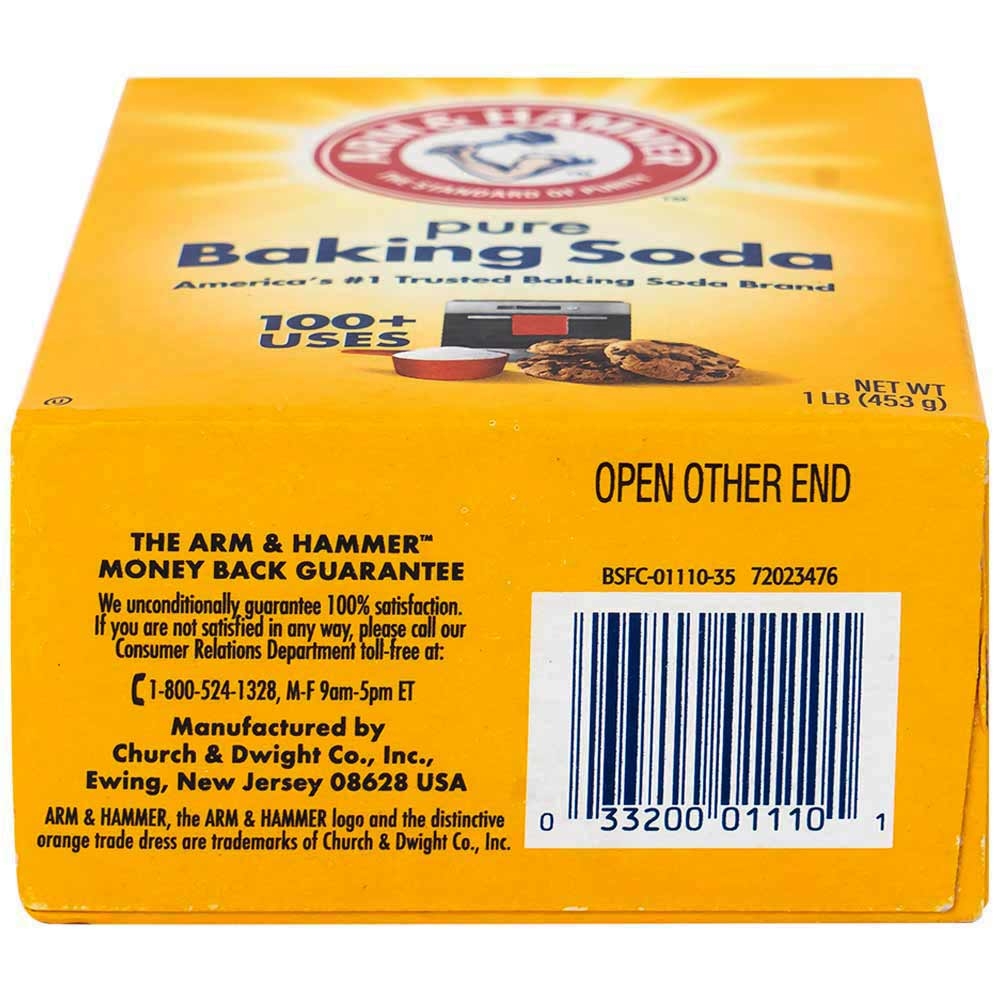 ARM & HAMMER
THE STANDARD OF PURITY
™
pure
Baking Soda
America's #1 Trusted Baking Soda Brand
100+
USES
NET WT
1 LB (453 g)
U
OPEN OTHER END
THE ARM & HAMMER™
MONEY BACK GUARANTEE
We unconditionally guarantee 100% satisfaction.
If you are not satisfied in any way, please call our
Consumer Relations Department toll-free at:
1-800-524-1328, M-F 9am-5pm ET
Manufactured by
Church & Dwight Co., Inc.,
Ewing, New Jersey 08628 USA
ARM & HAMMER, the ARM & HAMMER logo and the distinctive
orange trade dress are trademarks of Church & Dwight Co., Inc.
BSFC-01110-35 72023476
0 33200 01110 1